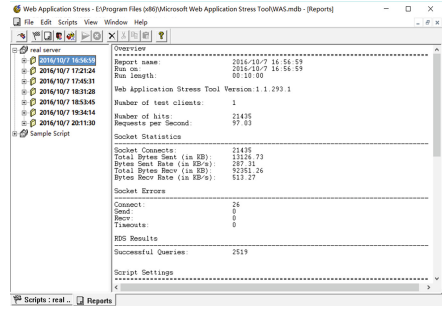 Web Application Stress - E:\Program Files (x86)\Microsoft Web Application Stress Tool\WAS.mdb - [Reports]
File Edit Scripts View Window Help
real server
2016/10/7 16:56:59
2016/10/7 17:21:24
2016/10/7 17:45:31
2016/10/7 18:31:28
2016/10/7 18:53:45
2016/10/7 19:34:14
2016/10/7 20:11:30
Sample Script
Overview
Report name: 2016/10/7 16:56:59
Run on: 2016/10/7 16:56:59
Run length: 00:10:00
Web Application Stress Tool Version:1.1.293.1
Number of test clients: 1
Number of hits: 21435
Requests per Second: 97.03
Socket Statistics
Socket Connects: 21435
Total Bytes Sent (in KB): 13126.73
Bytes Sent Rate (in KB/s): 287.31
Total Bytes Recv (in KB): 92351.26
Bytes Recv Rate (in KB/s): 513.27
Socket Errors
Connect: 26
Send: 0
Recv: 0
Timeouts: 0
RDS Results
Successful Queries: 2519
Script Settings
Scripts : real ..
Reports